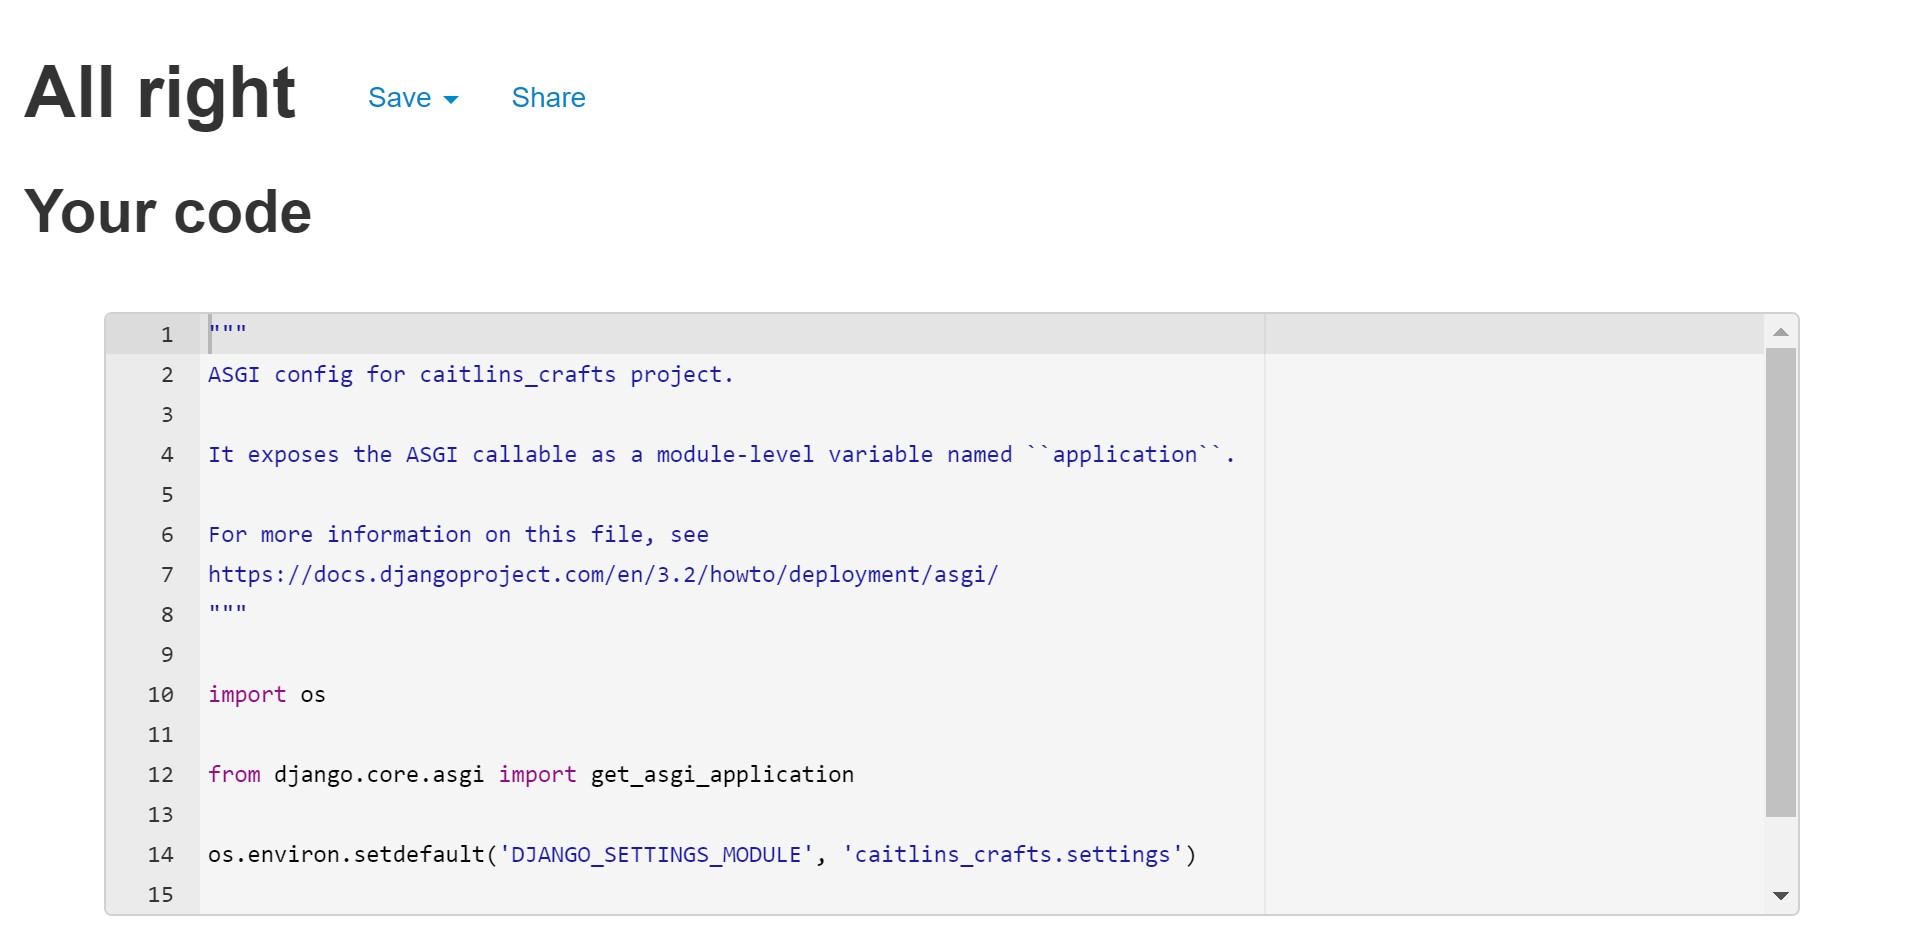 All right
Save
Share
Your code
1 """
2 ASGI config for caitlins_crafts project.
3
4 It exposes the ASGI callable as a module-level variable named ``application``.
5
6 For more information on this file, see
7 https://docs.djangoproject.com/en/3.2/howto/deployment/asgi/
8 """
9
10 import os
11
12 from django.core.asgi import get_asgi_application
13
14 os.environ.setdefault('DJANGO_SETTINGS_MODULE', 'caitlins_crafts.settings')
15